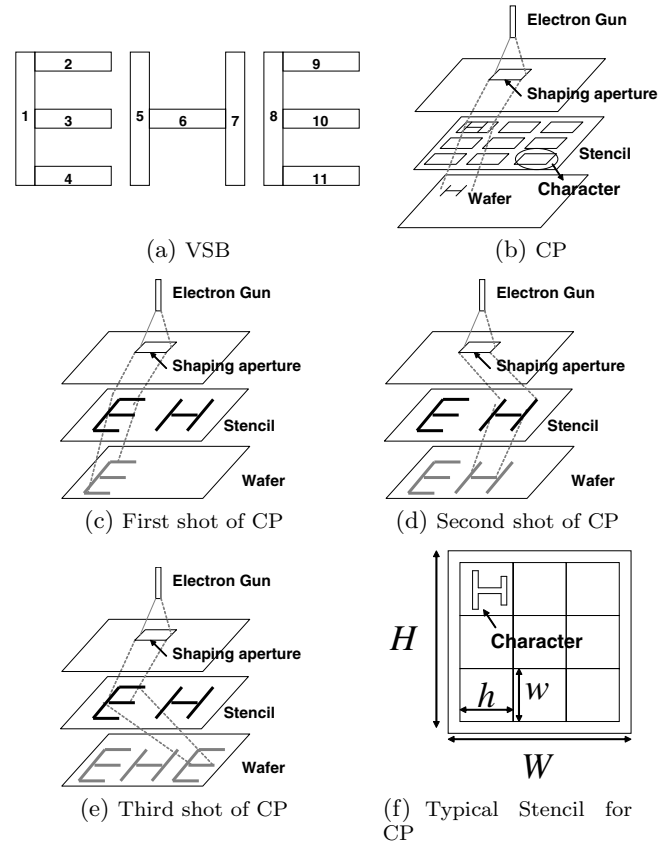 2
9
1
3
5
6
7
8
10
4
11
(a) VSB
Electron Gun
Shaping aperture
Stencil
Character
Wafer
(b) CP
Electron Gun
Shaping aperture
E H
Stencil
E
Wafer
(c) First shot of CP
Electron Gun
Shaping aperture
E H
Stencil
E H
Wafer
(d) Second shot of CP
Electron Gun
Shaping aperture
E H
Stencil
E H E
Wafer
(e) Third shot of CP
H
H
Character
h
w
W
(f) Typical Stencil for
CP